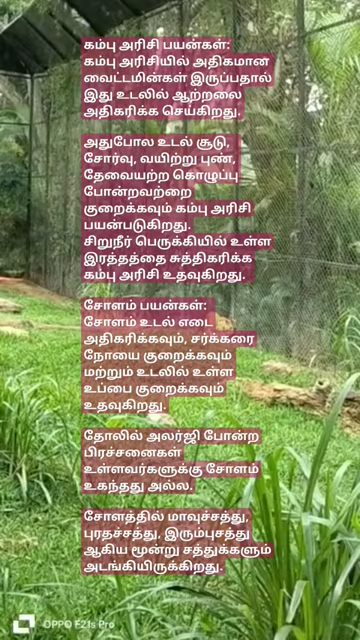 கம்பு அரிசி பயன்கள்:
கம்பு அரிசியில் அதிகமான
வைட்டமின்கள் இருப்பதால்
இது உடலில் ஆற்றலை
அதிகரிக்க செய்கிறது.
அதுபோல உடல் சூடு,
சோர்வு, வயிற்று புண்,
தேவையற்ற கொழுப்பு
போன்றவற்றை
குறைக்கவும் கம்பு அரிசி
பயன்படுகிறது.
சிறுநீர் பெருக்கியில் உள்ள
இரத்தத்தை சுத்திகரிக்க
கம்பு அரிசி உதவுகிறது.
சோளம் பயன்கள்:
சோளம் உடல் எடை
அதிகரிக்கவும், சர்க்கரை
நோயை குறைக்கவும்
மற்றும் உடலில் உள்ள
உப்பை குறைக்கவும்
உதவுகிறது.
தோலில் அலர்ஜி போன்ற
பிரச்சனைகள்
உள்ளவர்களுக்கு சோளம்
உகந்தது அல்ல.
சோளத்தில் மாவுச்சத்து,
புரதச்சத்து, இரும்புசத்து
ஆகிய மூன்று சத்துக்களும்
அடங்கியிருக்கிறது.
OPPO F21s Pro